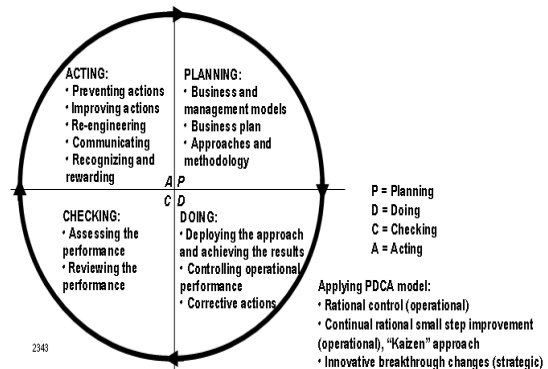 ACTING:
• Preventing actions
• Improving actions
• Re-engineering
• Communicating
• Recognizing and
rewarding
PLANNING:
• Business and
management models
• Business plan
• Approaches and
methodology
A P
C D
CHECKING:
• Assessing the
performance
• Reviewing the
performance
DOING:
• Deploying the approach
and achieving the results
• Controlling operational
performance
• Corrective actions
P = Planning
D = Doing
C = Checking
A = Acting
Applying PDCA model:
• Rational control (operational)
• Continual rational small step improvement
(operational), “Kaizen” approach
• Innovative breakthrough changes (strategic)
2343